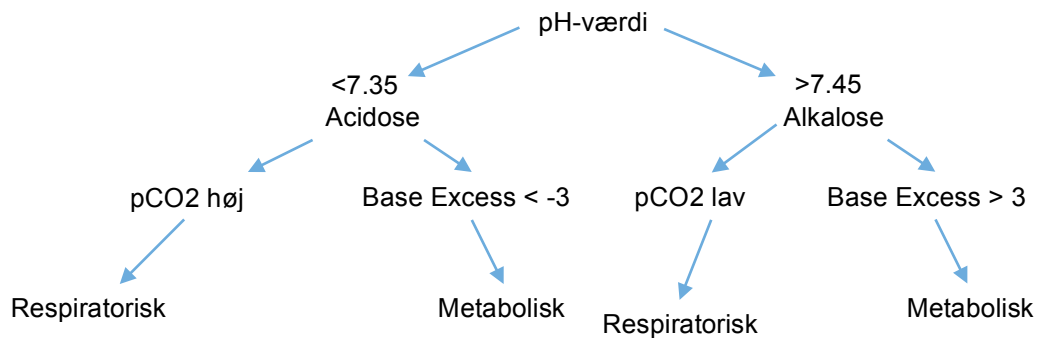 pH-værdi
<7.35
Acidose
>7.45
Alkalose
pCO2 høj
Base Excess < -3
pCO2 lav
Base Excess > 3
Respiratorisk
Metabolisk
Respiratorisk
Metabolisk